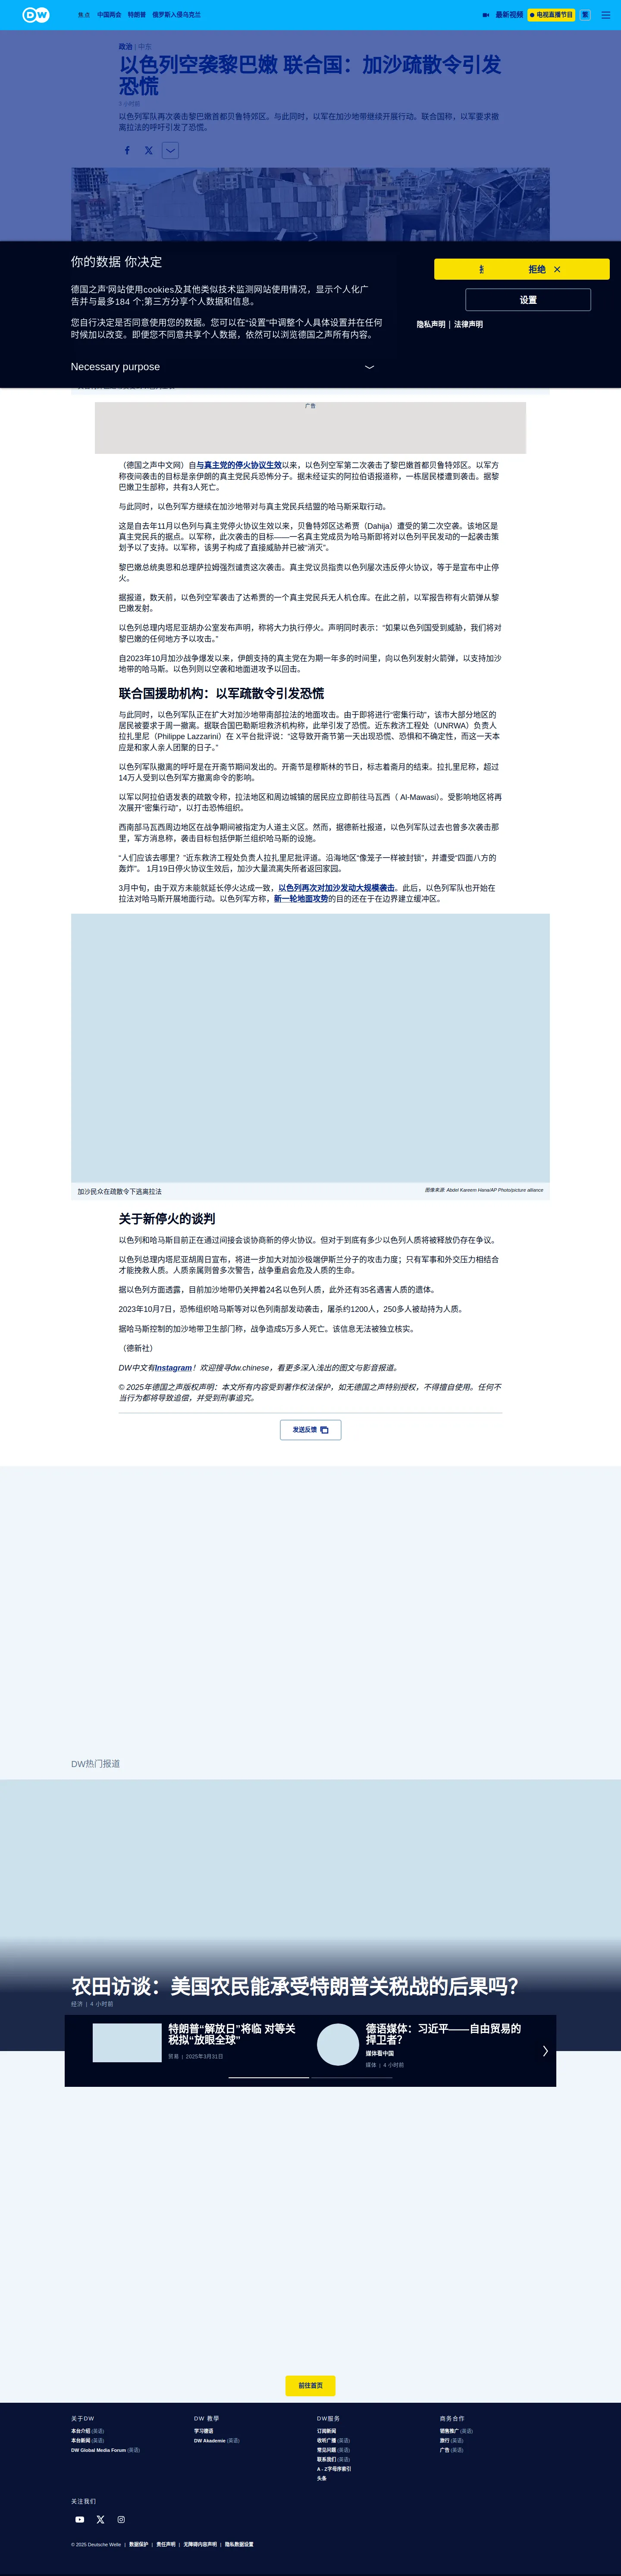 DW
焦点 中国两会 特朗普 俄罗斯入侵乌克兰
最新视频 电视直播节目 繁
政治 | 中东
以色列空袭黎巴嫩 联合国：加沙疏散令引发
恐慌
以色列军队再次袭击黎巴嫩首都贝鲁特郊区。与此同时，以军在加沙地带继续开展行动。联合国称，以军要求撤
离拉法的呼吁引发了恐慌。
你的数据 你决定
德国之声'网站使用cookies及其他类似技术监测网站使用情况，显示个人化广
告并与最多184 个;第三方分享个人数据和信息。
您自行决定是否同意使用您的数据。您可以在"设置"中调整个人具体设置并在任何
时候加以改变。即便您不同意共享个人数据，依然可以浏览德国之声所有内容。
拒绝
设置
隐私声明 | 法律声明
Necessary purpose
广告
（德国之声中文网）自与真主党的停火协议生效以来，以色列空军第二次袭击了黎巴嫩首都贝鲁特郊区。以军方
称夜间袭击的目标是亲伊朗的真主党民兵恐怖分子。据未经证实的阿拉伯语报道称，一栋居民楼遭到袭击。据黎
巴嫩卫生部称，共有3人死亡。
与此同时，以色列军方继续在加沙地带对与真主党民兵结盟的哈马斯采取行动。
这是自去年11月以色列与真主党停火协议生效以来，贝鲁特郊区达希贾（Dahija）遭受的第二次空袭。该地区是
真主党民兵的据点。以军称，此次袭击的目标——一名真主党成员为哈马斯即将对以色列平民发动的一起袭击策
划予以了支持。以军称，该男子构成了直接威胁并已被"消灭"。
黎巴嫩总统奥恩和总理萨拉姆强烈谴责这次袭击。真主党议员指责以色列屡次违反停火协议，等于是宣布中止停
火。
据报道，数天前，以色列空军袭击了达希贾的一个真主党民兵无人机仓库。在此之前，以军报告称有火箭弹从黎
巴嫩发射。
以色列总理内塔尼亚胡办公室发布声明，称将大力执行停火。声明同时表示："如果以色列国受到威胁，我们将对
黎巴嫩的任何地方予以攻击。"
自2023年10月加沙战争爆发以来，伊朗支持的真主党在为期一年多的时间里，向以色列发射火箭弹，以支持加沙
地带的哈马斯。以色列则以空袭和地面进攻予以回击。
联合国援助机构：以军疏散令引发恐慌
与此同时，以色列军队正在扩大对加沙地带南部拉法的地面攻击。由于即将进行"密集行动"，该市大部分地区的
居民被要求于周一撤离。据联合国巴勒斯坦救济机构称，此举引发了恐慌。近东救济工程处（UNRWA）负责人
拉扎里尼（Philippe Lazzarini）在 X平台批评说："这导致开斋节第一天出现恐慌、恐惧和不确定性，而这一天本
应是和家人亲人团聚的日子。"
以色列军队撤离的呼吁是在开斋节期间发出的。开斋节是穆斯林的节日，标志着斋月的结束。拉扎里尼称，超过
14万人受到以色列军方撤离命令的影响。
以军以阿拉伯语发表的疏散令称，拉法地区和周边城镇的居民应立即前往马瓦西（ Al-Mawasi）。受影响地区将再
次展开"密集行动"，以打击恐怖组织。
西南部马瓦西周边地区在战争期间被指定为人道主义区。然而，据德新社报道，以色列军队过去也曾多次袭击那
里，军方消息称，袭击目标包括伊斯兰组织哈马斯的设施。
"人们应该去哪里？"近东救济工程处负责人拉扎里尼批评道。沿海地区"像笼子一样被封锁"，并遭受"四面八方的
轰炸"。 1月19日停火协议生效后，加沙大量流离失所者返回家园。
3月中旬，由于双方未能就延长停火达成一致，以色列再次对加沙发动大规模袭击。此后，以色列军队也开始在
拉法对哈马斯开展地面行动。以色列军方称，新一轮地面攻势的目的还在于在边界建立缓冲区。
加沙民众在疏散令下逃离拉法
图像来源: Abdel Kareem Hana/AP Photo/picture alliance
关于新停火的谈判
以色列和哈马斯目前正在通过间接会谈协商新的停火协议。但对于到底有多少以色列人质将被释放仍存在争议。
以色列总理内塔尼亚胡周日宣布，将进一步加大对加沙极端伊斯兰分子的攻击力度；只有军事和外交压力相结合
才能挽救人质。人质亲属则曾多次警告，战争重启会危及人质的生命。
据以色列方面透露，目前加沙地带仍关押着24名以色列人质，此外还有35名遇害人质的遗体。
2023年10月7日，恐怖组织哈马斯等对以色列南部发动袭击，屠杀约1200人，250多人被劫持为人质。
据哈马斯控制的加沙地带卫生部门称，战争造成5万多人死亡。该信息无法被独立核实。
（德新社）
DW中文有Instagram！欢迎搜寻dw.chinese，看更多深入浅出的图文与影音报道。
© 2025年德国之声版权声明：本文所有内容受到著作权法保护，如无德国之声特别授权，不得擅自使用。任何不
当行为都将导致追偿，并受到刑事追究。
发送反馈
DW热门报道
农田访谈：美国农民能承受特朗普关税战的后果吗？
经济 | 4 小时前
特朗普"解放日"将临 对等关
税拟"放眼全球"
贸易 | 2025年3月31日
德语媒体：习近平——自由贸易的
捍卫者？
媒体看中国
媒体 | 4 小时前
前往首页
关于DW
本台介绍 (英语)
本台新闻 (英语)
DW Global Media Forum (英语)
DW 教學
学习德语
DW Akademie (英语)
DW服务
订阅新闻
收听广播 (英语)
常见问题 (英语)
联系我们 (英语)
A - Z字母序索引
头条
商务合作
销售推广 (英语)
旅行 (英语)
广告 (英语)
关注我们
© 2025 Deutsche Welle | 数据保护 | 责任声明 | 无障碍内容声明 | 隐私数据设置